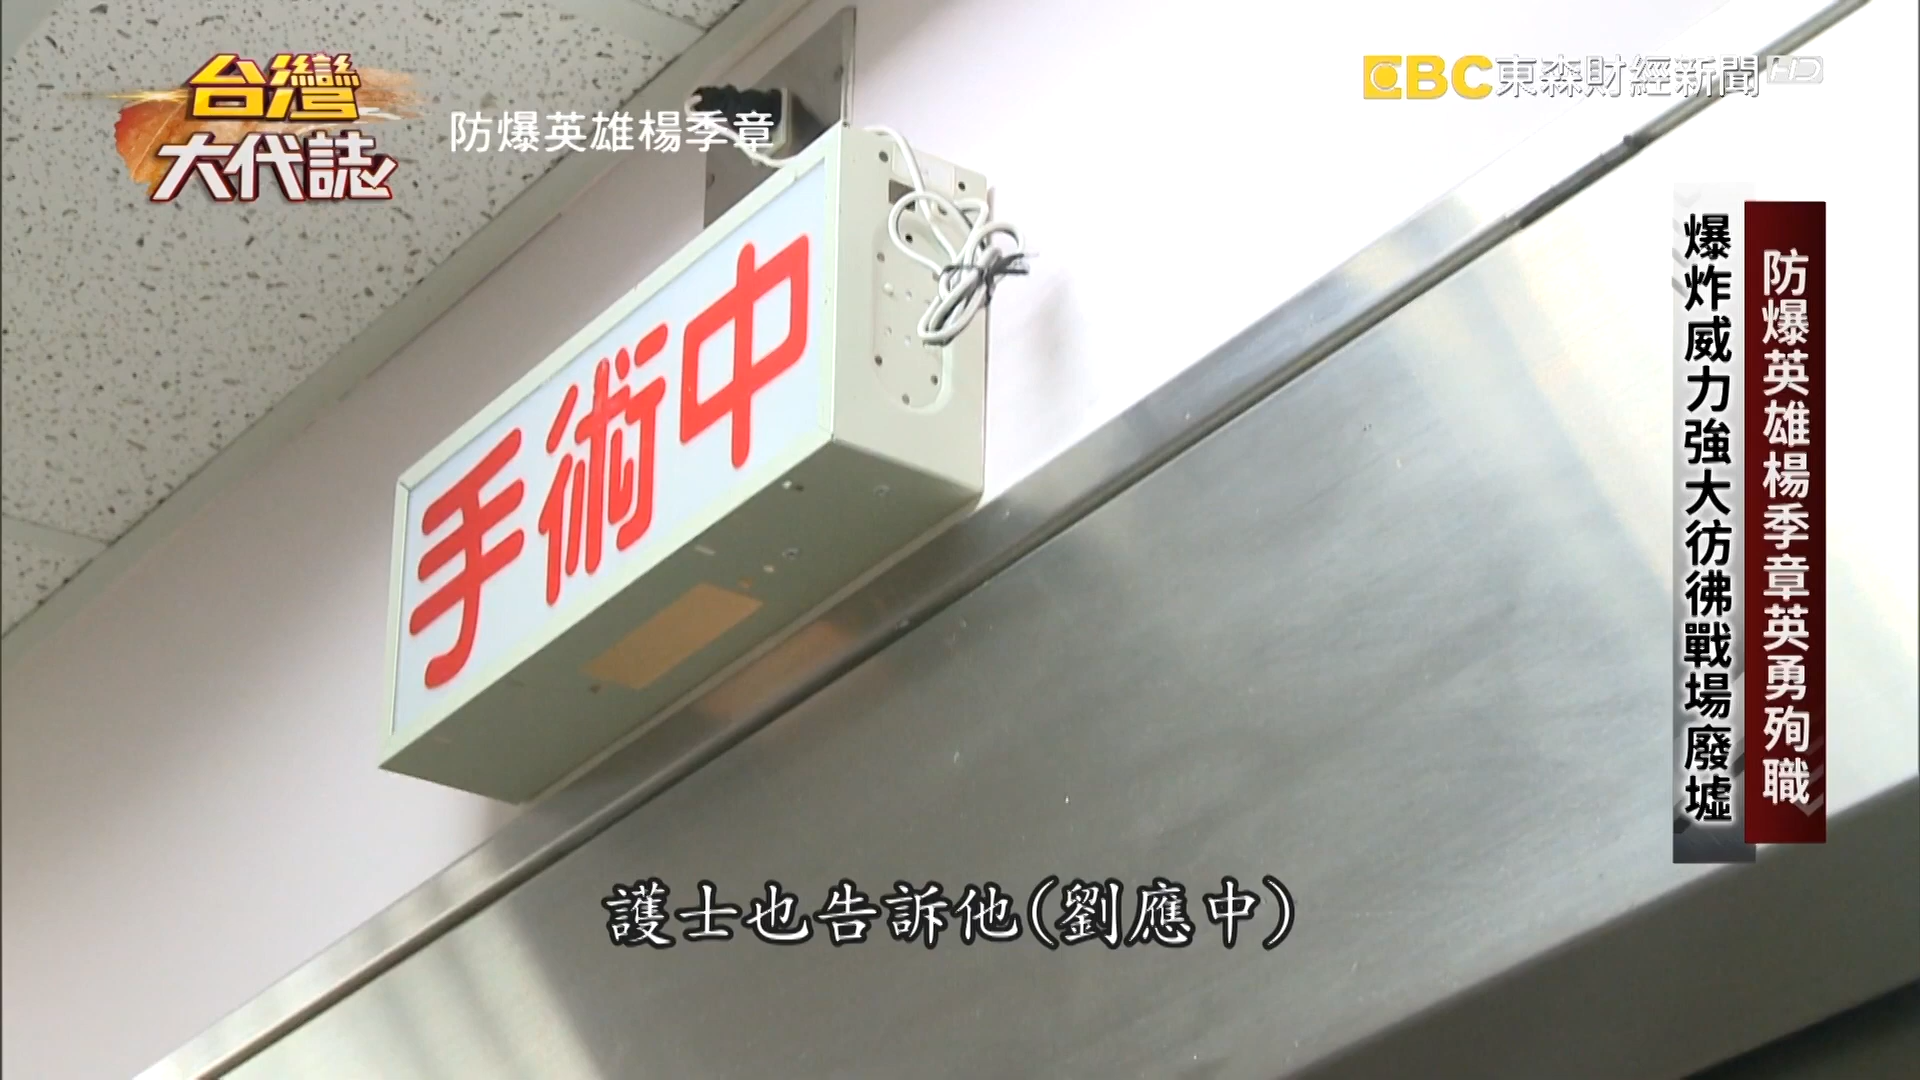 台灣
大代誌
防爆英雄楊季章
EBC東森財經新聞HD
手術中
防爆英雄楊季章英勇殉職
爆炸威力強大彷彿戰場廢墟
護士也告訴他(劉應中)